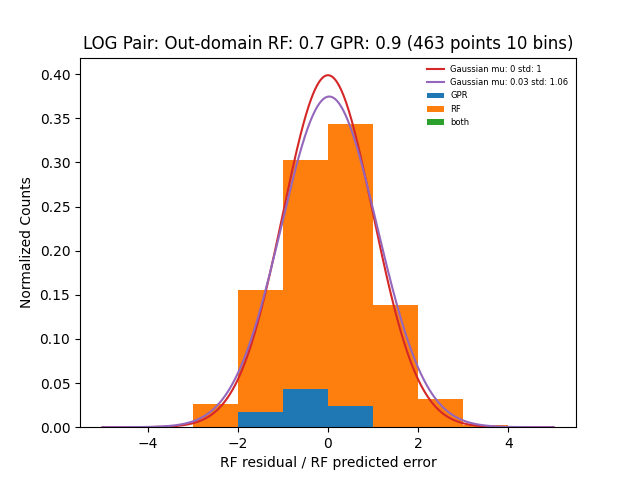 LOG Pair: Out-domain RF: 0.7 GPR: 0.9 (463 points 10 bins)
Gaussian mu: 0 std: 1
Gaussian mu: 0.03 std: 1.06
GPR
RF
both
Normalized Counts
0.40
0.35
0.30
0.25
0.20
0.15
0.10
0.05
0.00
−4 −2 0 2 4
RF residual / RF predicted error